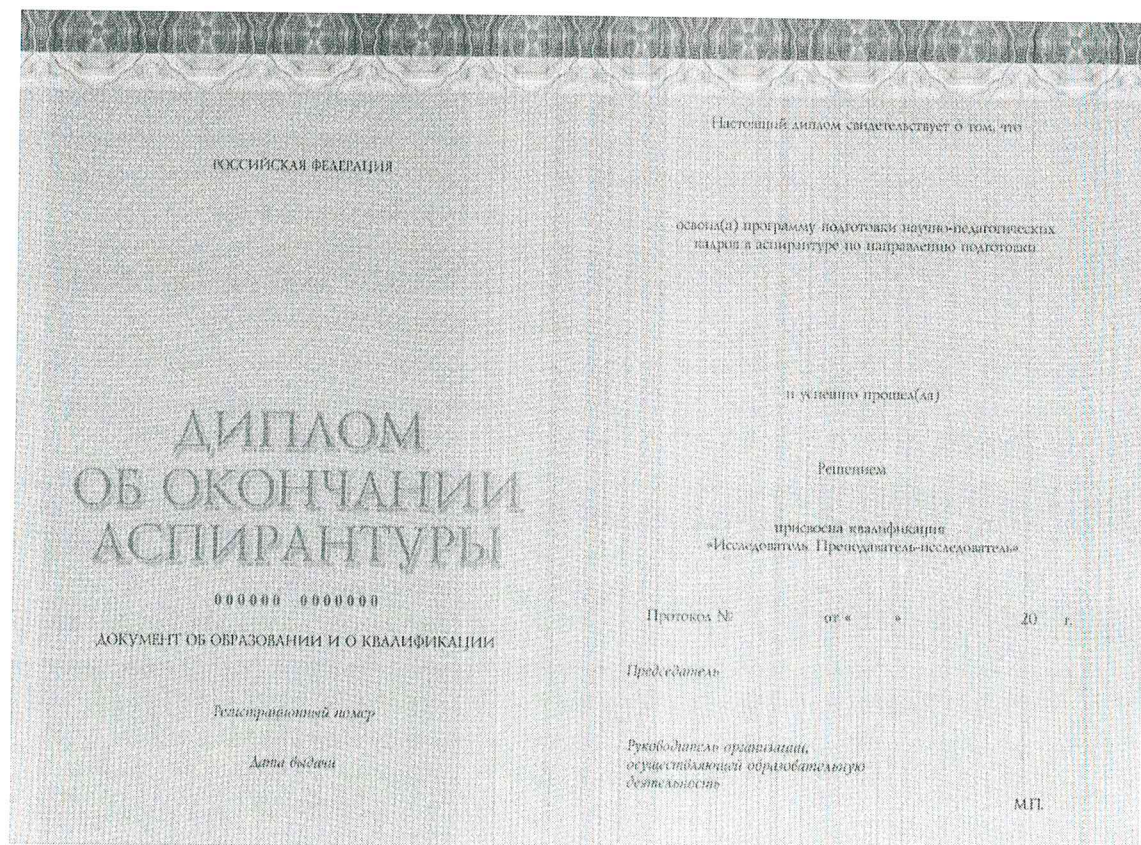 РОССИЙСКАЯ ФЕДЕРАЦИЯ
ДИПЛОМ
ОБ ОКОНЧАНИИ
АСПИРАНТУРЫ
000000 0000000
ДОКУМЕНТ ОБ ОБРАЗОВАНИИ И О КВАЛИФИКАЦИИ
Регистрационный номер
Дата выдачи
Настоящий диплом свидетельствует о том, что
освоил(а) программу подготовки научно-педагогических
кадров в аспирантуре по направлению подготовки
и успешно прошел(ла)
Решением
присвоена квалификация
«Исследователь. Преподаватель-исследователь»
Протокол № от « » 20 г.
Председатель
Руководитель организации,
осуществляющей образовательную
деятельность
М.П.